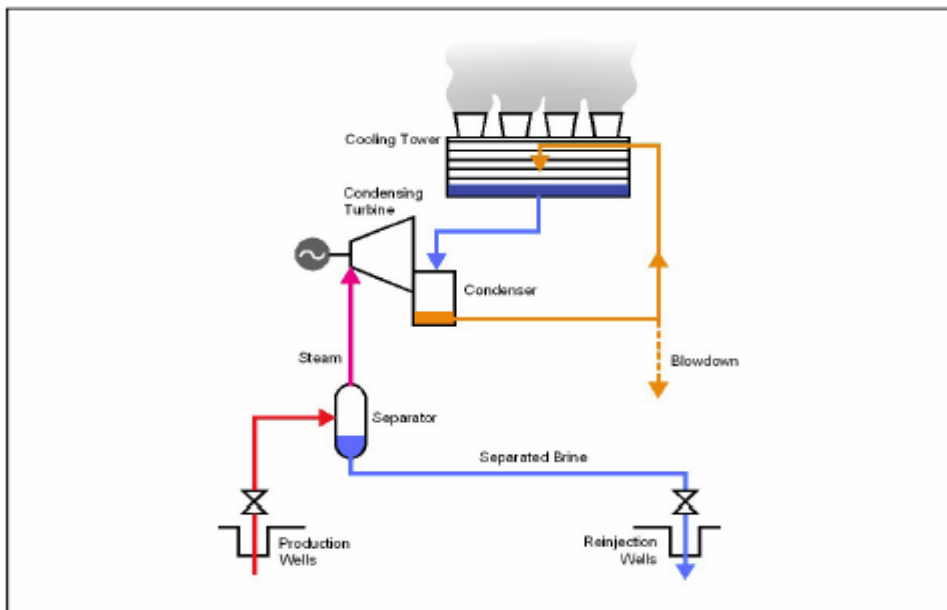 Cooling Tower
Condensing
Turbine
Condenser
Steam
Blowdown
Separator
Separated Brine
Production
Wells
Reinjection
Wells